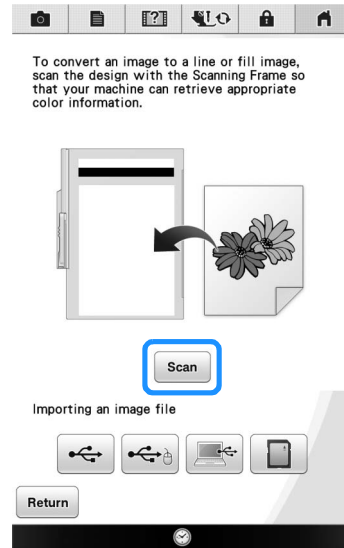 To convert an image to a line or fill image,
scan the design with the Scanning Frame so
that your machine can retrieve appropriate
color information.
Scan
Importing an image file
Return